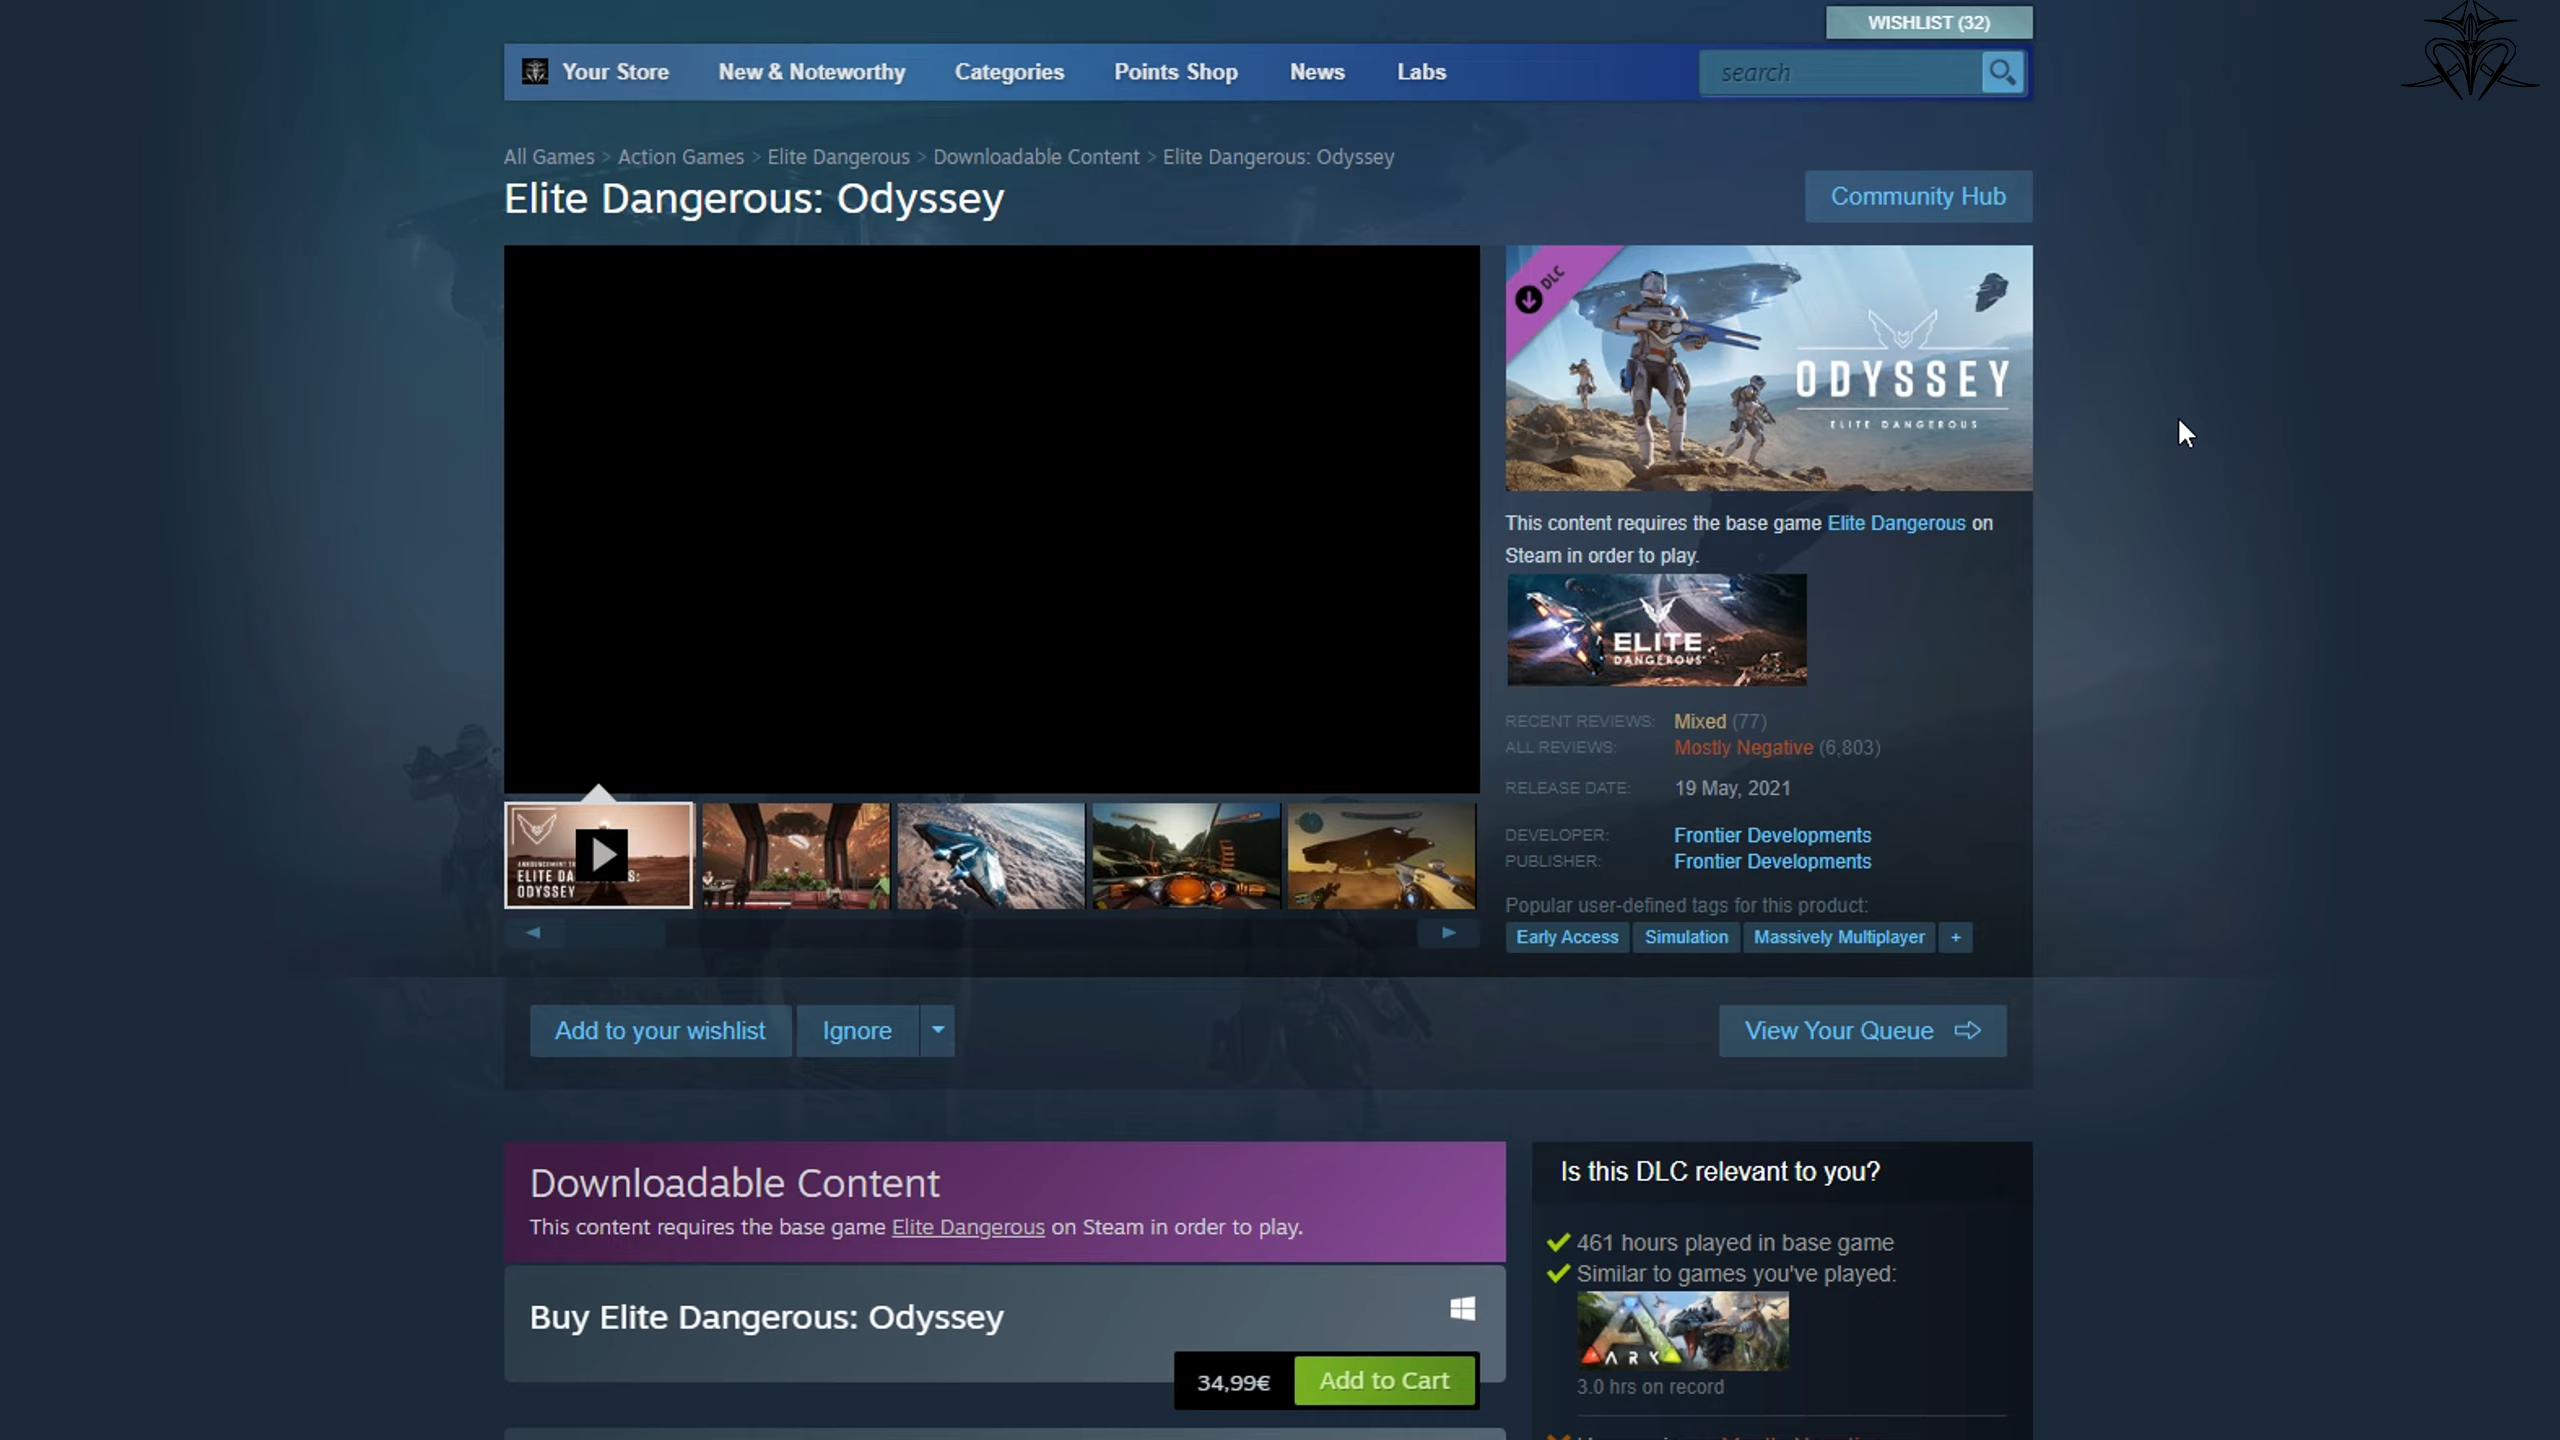 WISHLIST (32)
Your Store
New & Noteworthy
Categories
Points Shop
News
Labs
search
All Games > Action Games > Elite Dangerous > Downloadable Content > Elite Dangerous: Odyssey
Elite Dangerous: Odyssey
Community Hub
DLC
ODYSSEY
ELITE DANGEROUS
This content requires the base game Elite Dangerous on
Steam in order to play.
ELITE
DANGEROUS
RECENT REVIEWS: Mixed (77)
ALL REVIEWS: Mostly Negative (6,803)
RELEASE DATE: 19 May, 2021
DEVELOPER: Frontier Developments
PUBLISHER: Frontier Developments
Popular user-defined tags for this product:
Early Access
Simulation
Massively Multiplayer
+
ELITE DA S:
ODYSSEY
Add to your wishlist
Ignore
View Your Queue
Downloadable Content
This content requires the base game Elite Dangerous on Steam in order to play.
Buy Elite Dangerous: Odyssey
34,99€
Add to Cart
Is this DLC relevant to you?
461 hours played in base game
Similar to games you've played:
ARK
3.0 hrs on record